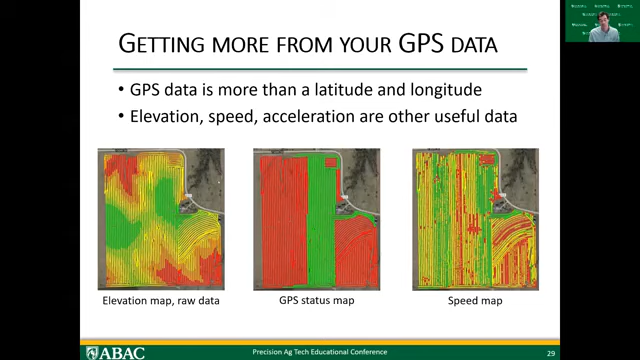 GETTING MORE FROM YOUR GPS DATA
• GPS data is more than a latitude and longitude
• Elevation, speed, acceleration are other useful data
Elevation map, raw data
GPS status map
Speed map
ABAC
Precision Ag Tech Educational Conference
29